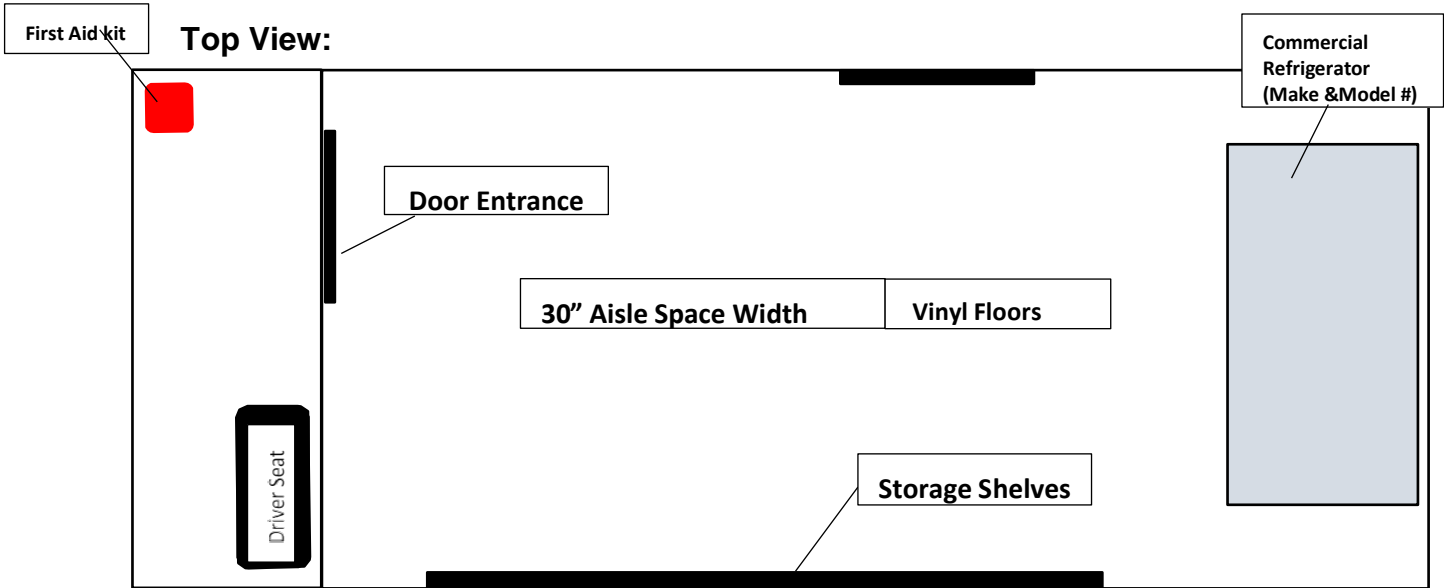 First Aid kit
Top View:
Commercial
Refrigerator
(Make &Model #)
Door Entrance
30” Aisle Space Width
Vinyl Floors
Driver Seat
Storage Shelves